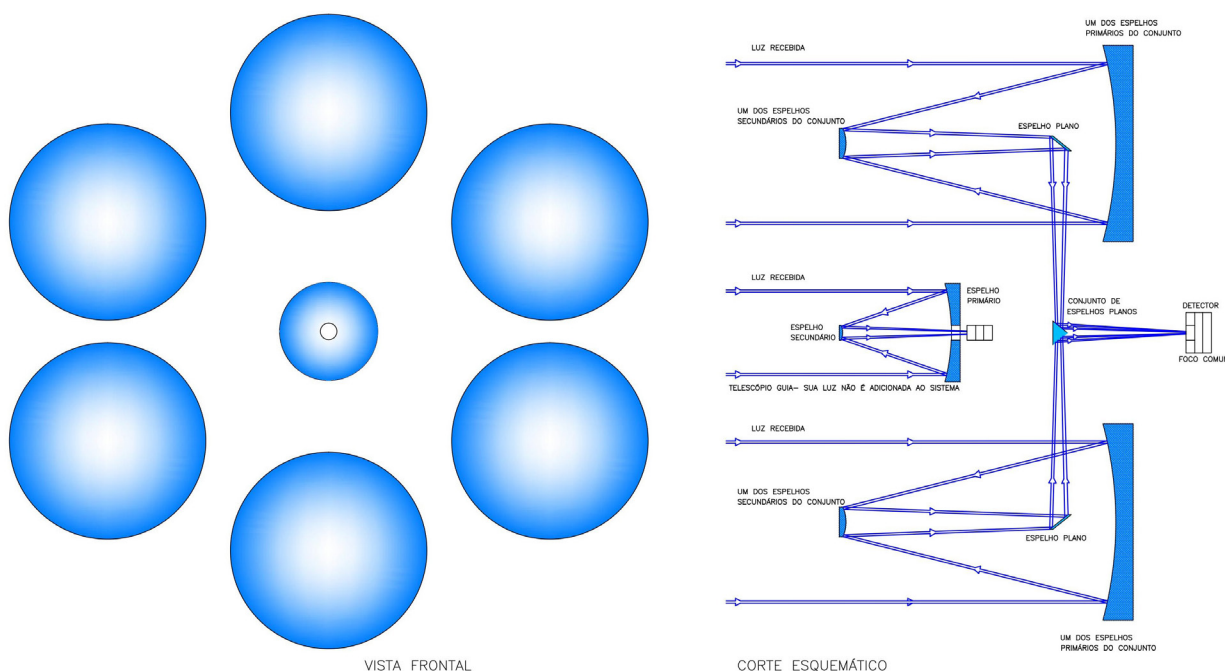 UM DOS ESPELHOS
PRIMÁRIOS DO CONJUNTO
LUZ RECEBIDA
UM DOS ESPELHOS
SECUNDÁRIOS DO CONJUNTO
ESPELHO PLANO
LUZ RECEBIDA
ESPELHO
PRIMÁRIO
CONJUNTO DE
ESPELHOS PLANOS
DETECTOR
ESPELHO
SECUNDÁRIO
FOCO COMUM
TELESCÓPIO GUIA- SUA LUZ NÃO É ADICIONADA AO SISTEMA
LUZ RECEBIDA
UM DOS ESPELHOS
SECUNDÁRIOS DO CONJUNTO
ESPELHO PLANO
UM DOS ESPELHOS
PRIMÁRIOS DO CONJUNTO
VISTA FRONTAL
CORTE ESQUEMÁTICO